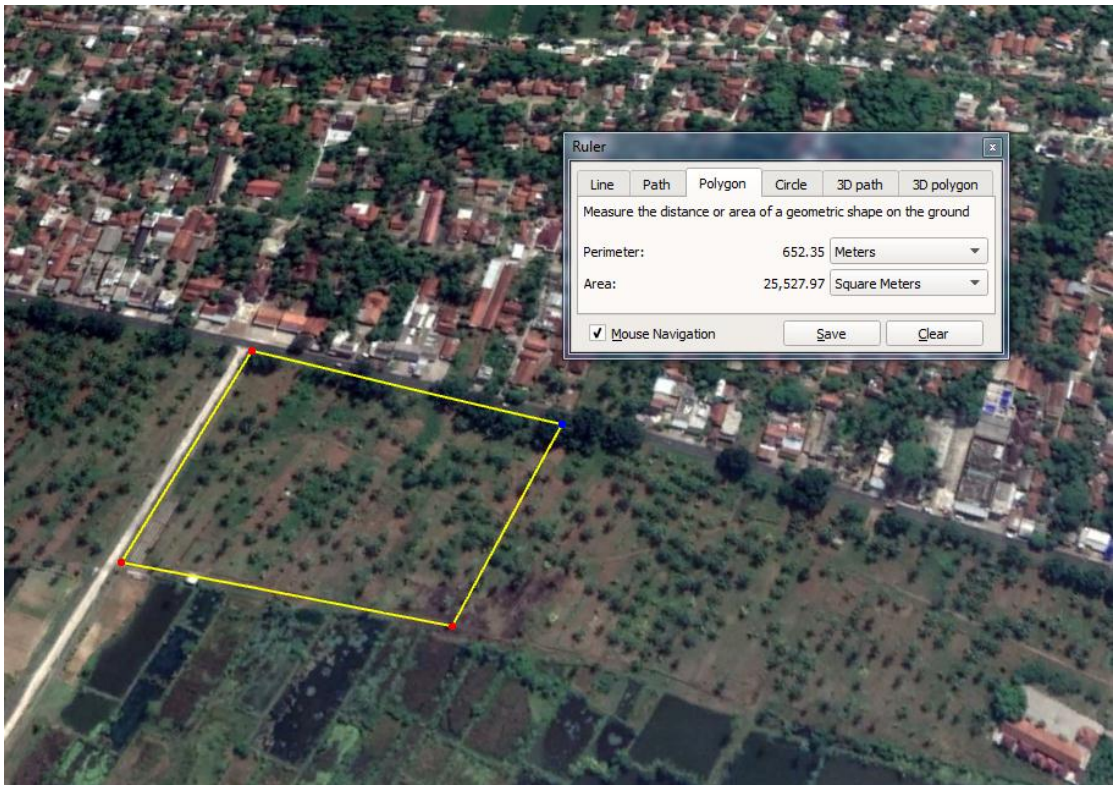 Ruler
Line Path Polygon Circle 3D path 3D polygon
Measure the distance or area of a geometric shape on the ground
Perimeter: 652.35 Meters
Area: 25,527.97 Square Meters
Mouse Navigation Save Clear